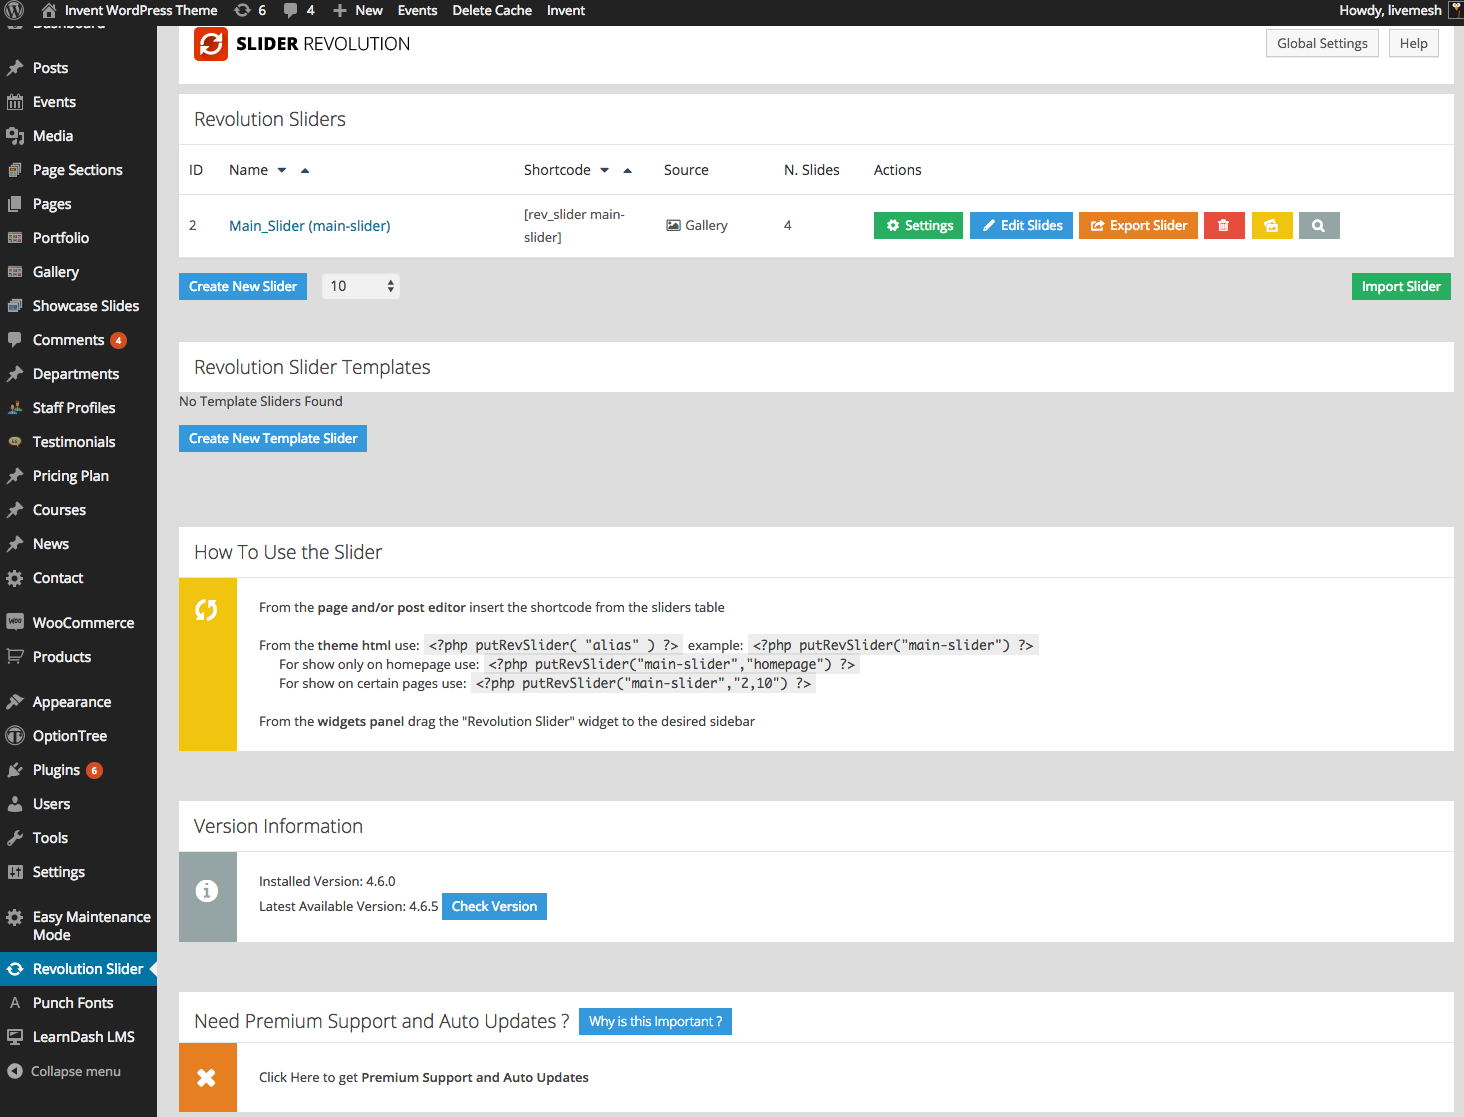 Invent WordPress Theme 6 4 New Events Delete Cache Invent Howdy, livemesh
Dashboard
Posts
Events
Media
Page Sections
Pages
Portfolio
Gallery
Showcase Slides
Comments 4
Departments
Staff Profiles
Testimonials
Pricing Plan
Courses
News
Contact
WooCommerce
Products
Appearance
OptionTree
Plugins 6
Users
Tools
Settings
Easy Maintenance
Mode
Revolution Slider
Punch Fonts
LearnDash LMS
Collapse menu
SLIDER REVOLUTION
Global Settings Help
Revolution Sliders
ID Name Shortcode Source N. Slides Actions
2 Main_Slider (main-slider) [rev_slider main-
slider] Gallery 4 Settings Edit Slides Export Slider
Create New Slider 10 Import Slider
Revolution Slider Templates
No Template Sliders Found
Create New Template Slider
How To Use the Slider
From the page and/or post editor insert the shortcode from the sliders table
From the theme html use: <?php putRevSlider( "alias" ) ?> example: <?php putRevSlider("main-slider") ?>
For show only on homepage use: <?php putRevSlider("main-slider","homepage") ?>
For show on certain pages use: <?php putRevSlider("main-slider","2,10") ?>
From the widgets panel drag the "Revolution Slider" widget to the desired sidebar
Version Information
Installed Version: 4.6.0
Latest Available Version: 4.6.5 Check Version
Need Premium Support and Auto Updates ? Why is this Important ?
Click Here to get Premium Support and Auto Updates